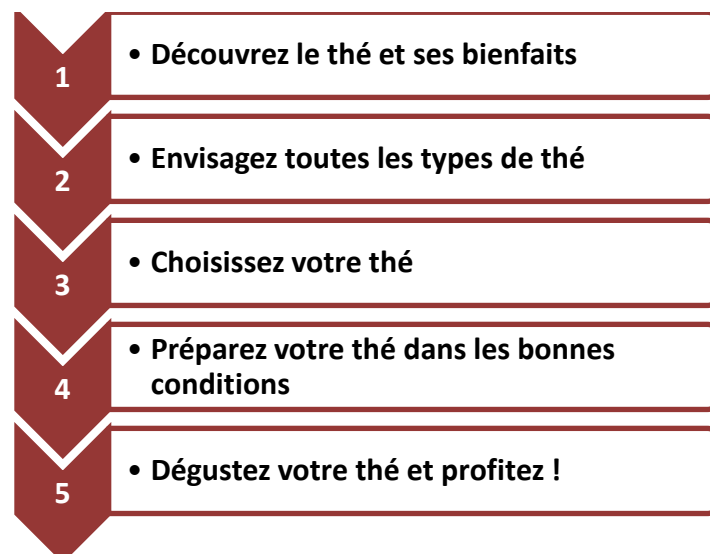 1
• Découvrez le thé et ses bienfaits
2
• Envisagez toutes les types de thé
3
• Choisissez votre thé
4
• Préparez votre thé dans les bonnes
conditions
5
• Dégustez votre thé et profitez !